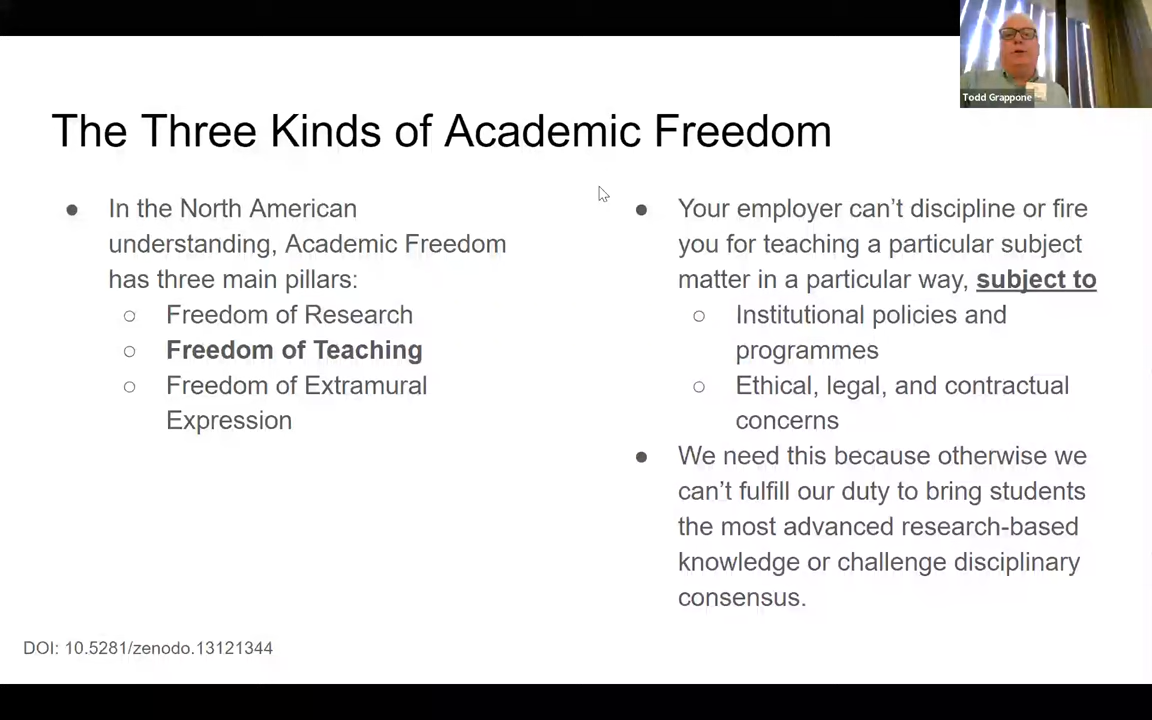 Todd Grappone
The Three Kinds of Academic Freedom
● In the North American
understanding, Academic Freedom
has three main pillars:
○ Freedom of Research
○ Freedom of Teaching
○ Freedom of Extramural
Expression
● Your employer can’t discipline or fire
you for teaching a particular subject
matter in a particular way, subject to
○ Institutional policies and
programmes
○ Ethical, legal, and contractual
concerns
● We need this because otherwise we
can’t fulfill our duty to bring students
the most advanced research-based
knowledge or challenge disciplinary
consensus.
DOI: 10.5281/zenodo.13121344